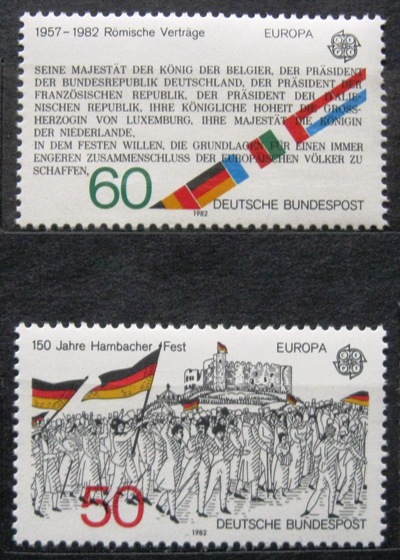 1957–1982 Römische Verträge EUROPA
SEINE MAJESTÄT DER KÖNIG DER BELGIER, DER PRÄSIDENT
DER BUNDESREPUBLIK DEUTSCHLAND, DER PRÄSIDENT DER
FRANZÖSISCHEN REPUBLIK, DER PRÄSIDENT DER ITALIE-
NISCHEN REPUBLIK, IHRE KÖNIGLICHE HOHEIT DIE GROSS-
HERZOGIN VON LUXEMBURG, IHRE MAJESTÄT DIE KÖNIGIN
DER NIEDERLANDE,
IN DEM FESTEN WILLEN, DIE GRUNDLAGEN FÜR EINEN IMMER
ENGEREN ZUSAMMENSCHLUSS DER EUROPÄISCHEN VÖLKER ZU
SCHAFFEN,
60
DEUTSCHE BUNDESPOST
1982
150 Jahre Hambacher Fest EUROPA
50
DEUTSCHE BUNDESPOST
1982